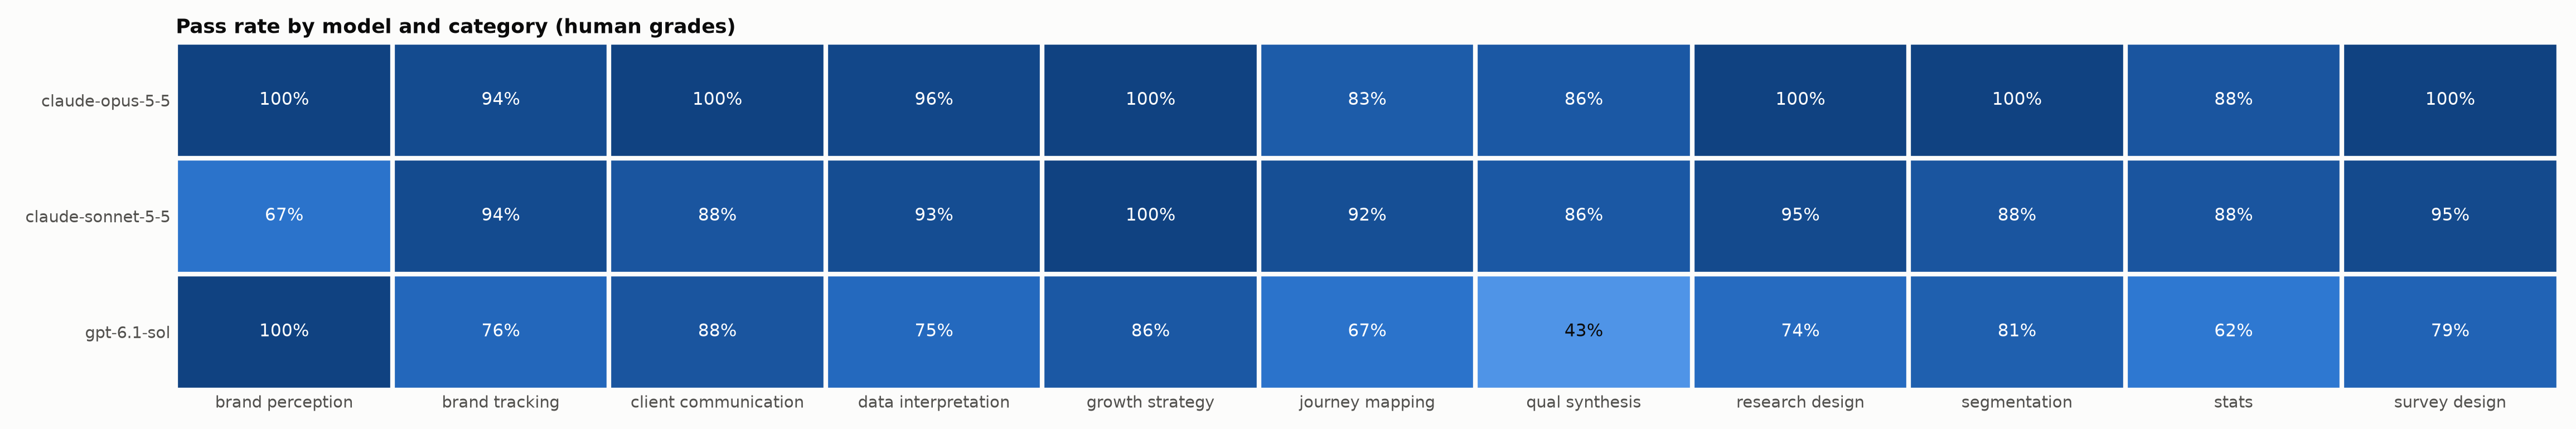 Pass rate by model and category (human grades)
claude-opus-5-5 100% 94% 100% 96% 100% 83% 86% 100% 100% 88% 100%
claude-sonnet-5-5 67% 94% 88% 93% 100% 92% 86% 95% 88% 88% 95%
gpt-6.1-sol 100% 76% 88% 75% 86% 67% 43% 74% 81% 62% 79%
brand perception brand tracking client communication data interpretation growth strategy journey mapping qual synthesis research design segmentation stats survey design